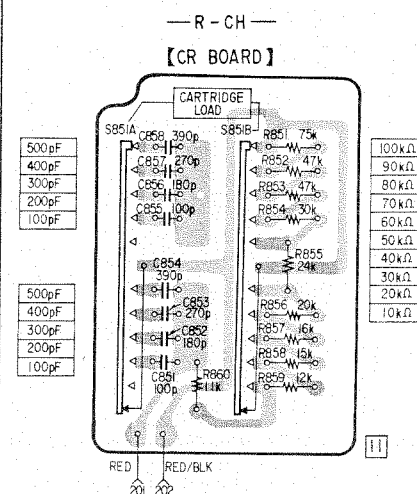 — R - CH —
【CR BOARD】
CARTRIDGE
LOAD
S851A
S851B
500pF
400pF
300pF
200pF
100pF
C858 390p
C857 270p
C856 180p
C855 100p
C854
390p
C853
270p
C852
180p
C851
100p
500pF
400pF
300pF
200pF
100pF
R851 75k
R852 47k
R853 47k
R854 30k
R855
24k
R856 20k
R857 16k
R858 15k
R859 12k
R860
11k
100kΩ
90kΩ
80kΩ
70kΩ
60kΩ
50kΩ
40kΩ
30kΩ
20kΩ
10kΩ
11
RED
RED/BLK
201 202